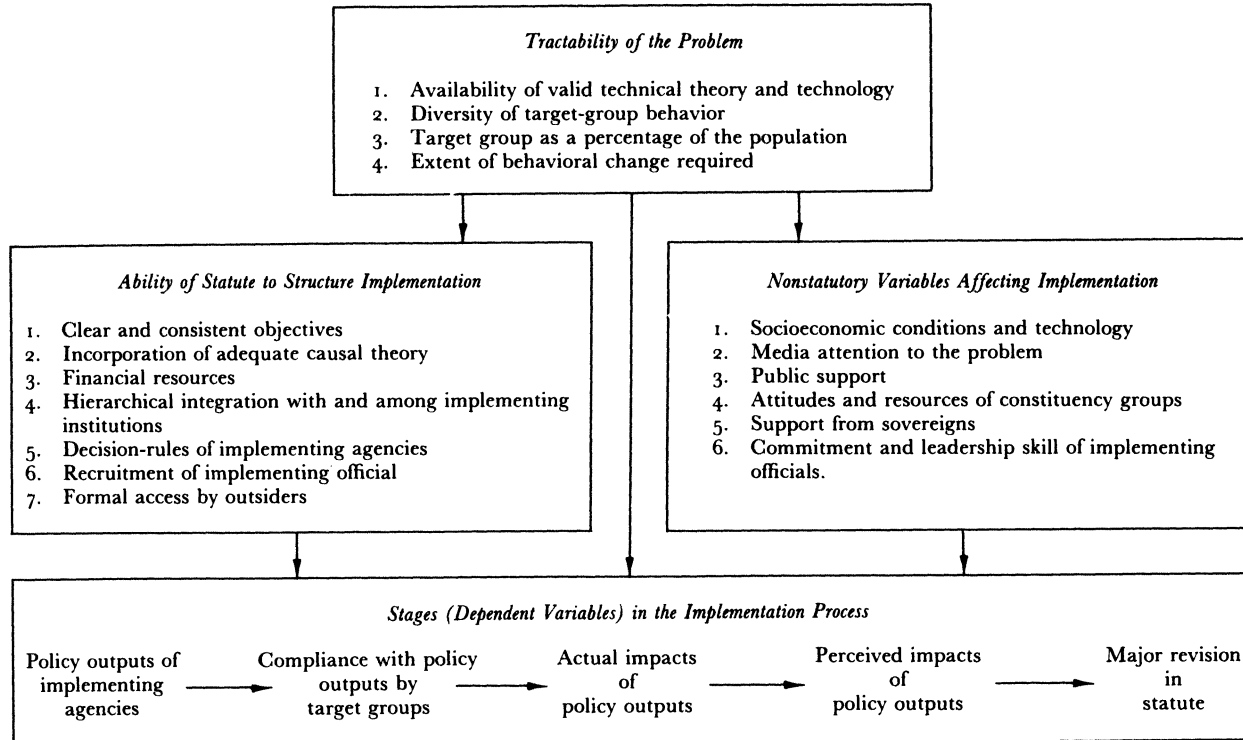 Tractability of the Problem
1. Availability of valid technical theory and technology
2. Diversity of target-group behavior
3. Target group as a percentage of the population
4. Extent of behavioral change required
Ability of Statute to Structure Implementation
1. Clear and consistent objectives
2. Incorporation of adequate causal theory
3. Financial resources
4. Hierarchical integration with and among implementing
institutions
5. Decision-rules of implementing agencies
6. Recruitment of implementing official
7. Formal access by outsiders
Nonstatutory Variables Affecting Implementation
1. Socioeconomic conditions and technology
2. Media attention to the problem
3. Public support
4. Attitudes and resources of constituency groups
5. Support from sovereigns
6. Commitment and leadership skill of implementing
officials.
Stages (Dependent Variables) in the Implementation Process
Policy outputs of
implementing
agencies
Compliance with policy
outputs by
target groups
Actual impacts
of
policy outputs
Perceived impacts
of
policy outputs
Major revision
in
statute